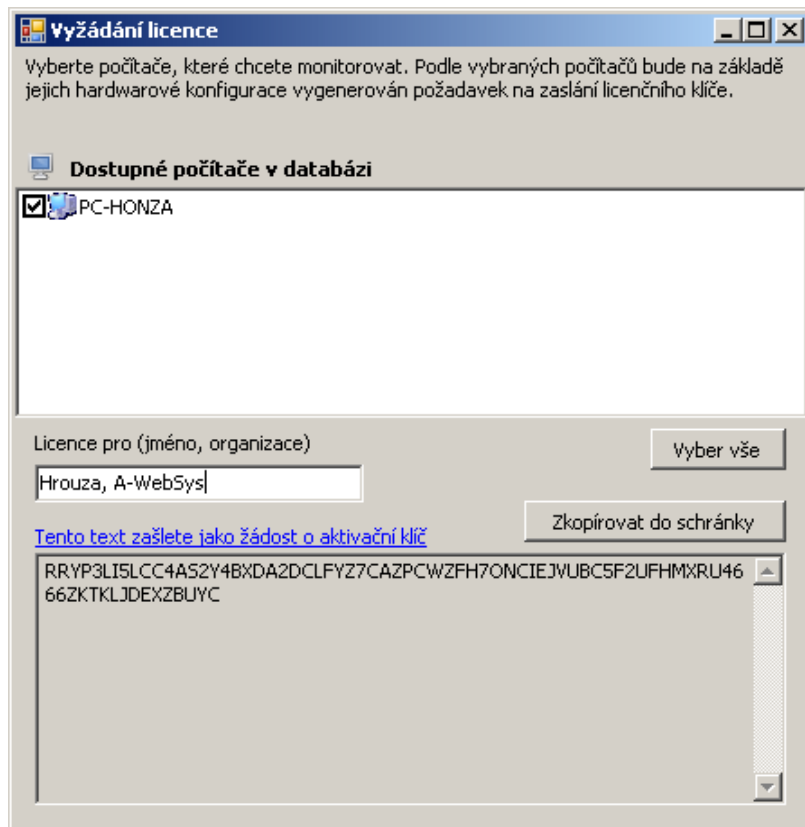 Vyžádání licence
Vyberte počítače, které chcete monitorovat. Podle vybraných počítačů bude na základě
jejich hardwarové konfigurace vygenerován požadavek na zaslání licenčního klíče.
Dostupné počítače v databázi
PC-HONZA
Licence pro (jméno, organizace)
Vyber vše
Hrouza, A-WebSys
Zkopírovat do schránky
Tento text zašlete jako žádost o aktivační klíč
RRYP3LI5LCC4AS2Y4BXDA2DCLFYZ7CAZPCWZFH7ONCIEJVUBC5F2UFHMXRU46
66ZKTKLJDEXZBUYC